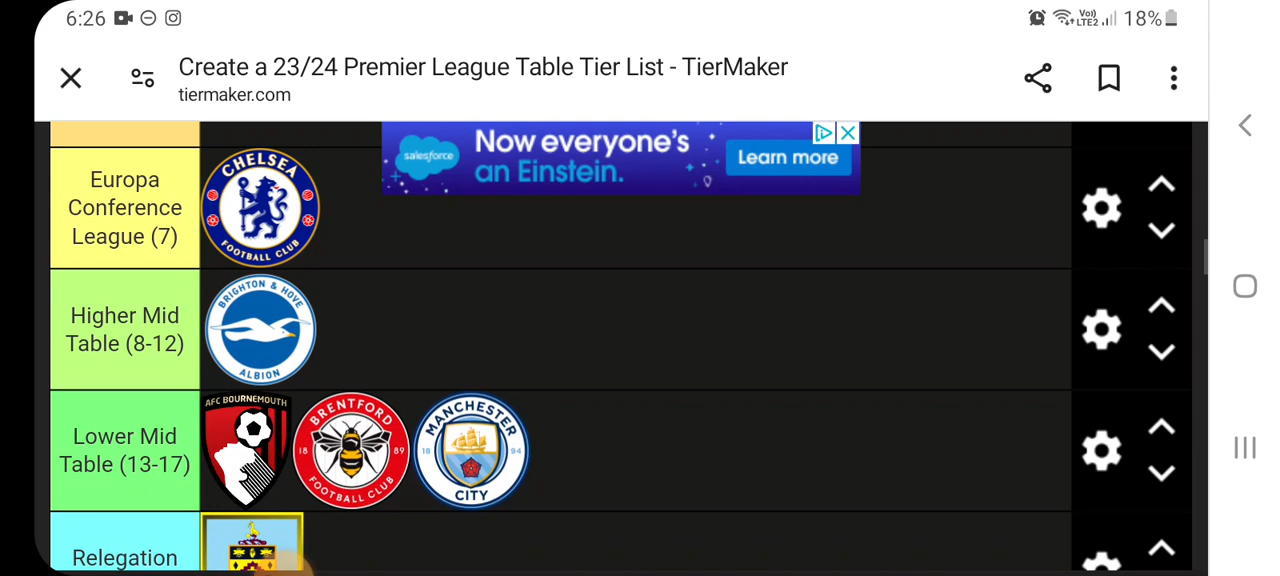 6:26
Vo)) LTE2 18%
Create a 23/24 Premier League Table Tier List - TierMaker
tiermaker.com
salesforce
Now everyone's
an Einstein.
Learn more
Europa
Conference
League (7)
CHELSEA
FOOTBALL CLUB
Higher Mid
Table (8-12)
BRIGHTON & HOVE
ALBION
Lower Mid
Table (13-17)
AFC BOURNEMOUTH
BRENTFORD
18 89
FOOTBALL CLUB
MANCHESTER
18 94
CITY
Relegation